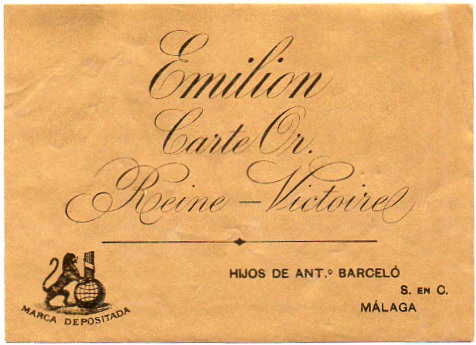 Emilion
Carte Or.
Reine – Victoire
HIJOS DE ANT.º BARCELÓ
S. EN C.
MÁLAGA
MARCA DEPOSITADA